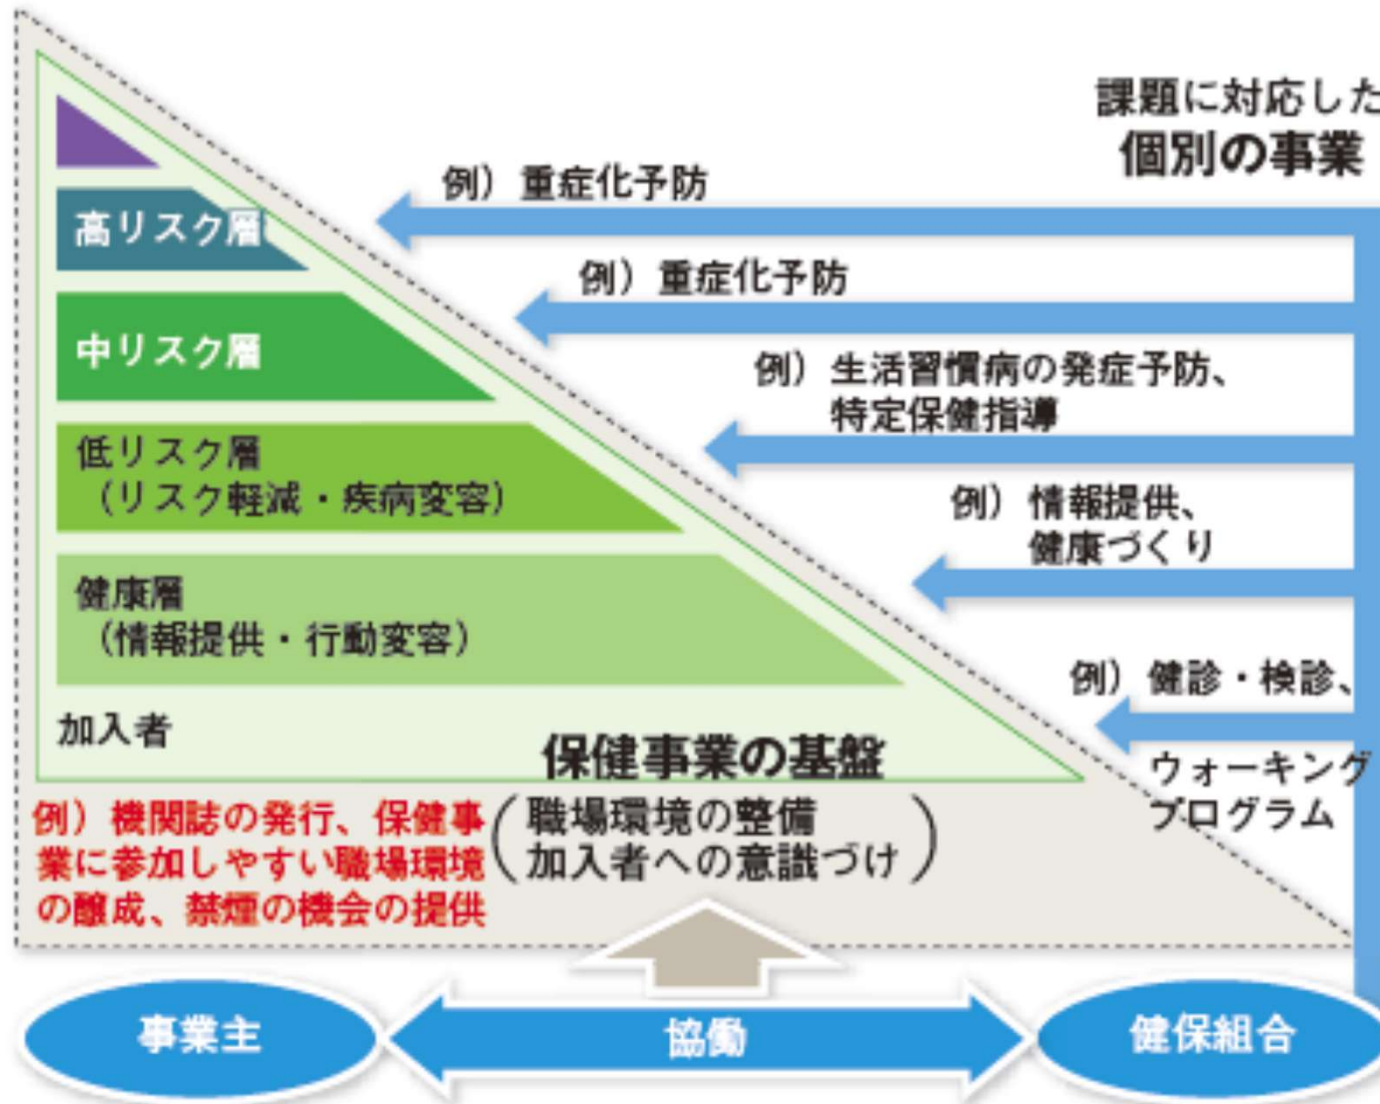 課題に対応した
個別の事業
例）重症化予防
高リスク層
例）重症化予防
中リスク層
例）生活習慣病の発症予防、
特定保健指導
低リスク層
（リスク軽減・疾病変容）
例）情報提供、
健康づくり
健康層
（情報提供・行動変容）
例）健診・検診、
ウォーキング
プログラム
加入者
保健事業の基盤
（職場環境の整備
加入者への意識づけ）
例）機関誌の発行、保健事
業に参加しやすい職場環境
の醸成、禁煙の機会の提供
事業主
協働
健保組合